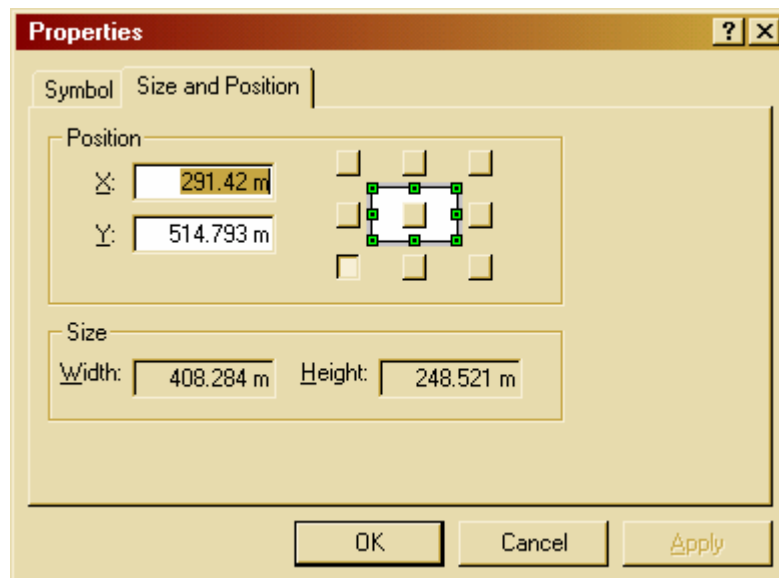 Properties
Symbol Size and Position
Position
X: 291.42 m
Y: 514.793 m
Size
Width: 408.284 m Height: 248.521 m
OK Cancel Apply